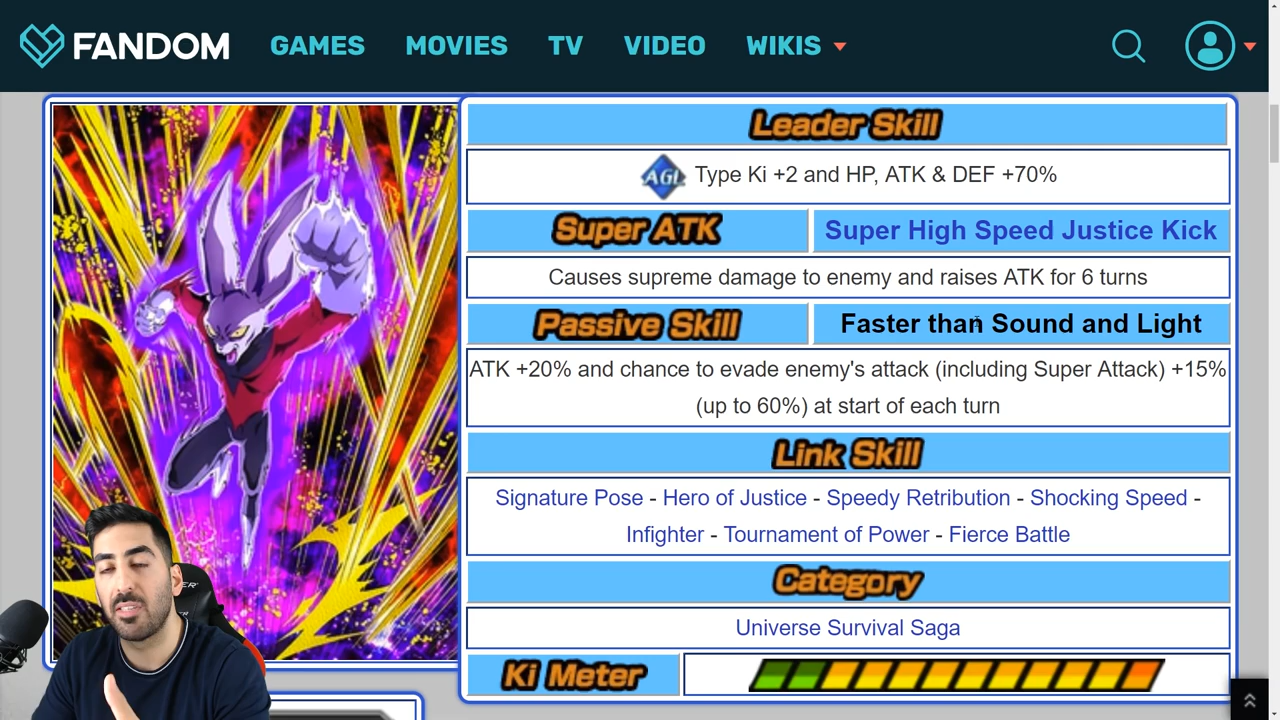 FANDOM GAMES MOVIES TV VIDEO WIKIS
Leader Skill
AGL Type Ki +2 and HP, ATK & DEF +70%
Super ATK Super High Speed Justice Kick
Causes supreme damage to enemy and raises ATK for 6 turns
Passive Skill Faster than Sound and Light
ATK +20% and chance to evade enemy's attack (including Super Attack) +15%
(up to 60%) at start of each turn
Link Skill
Signature Pose - Hero of Justice - Speedy Retribution - Shocking Speed -
Infighter - Tournament of Power - Fierce Battle
Category
Universe Survival Saga
Ki Meter